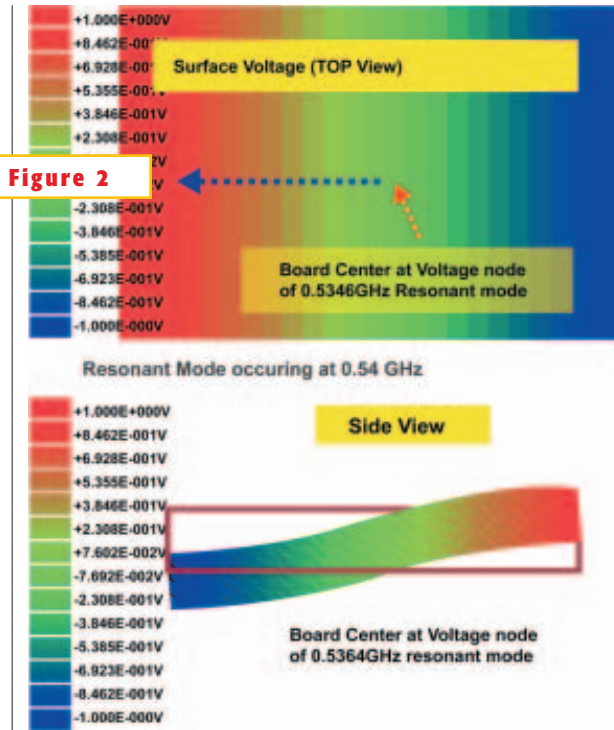 +1.000E+000V
+8.462E-001V
+6.928E-00
Surface Voltage (TOP View)
+5.355E-001V
+3.846E-001V
+2.308E-001V
2V
Figure 2
V
-2.308E-001V
-3.846E-001V
-5.385E-001V
-6.923E-001V
-8.462E-001V
-1.000E-000V
Board Center at Voltage node
of 0.5346GHz Resonant mode
Resonant Mode occuring at 0.54 GHz
+1.000E+000V
+8.462E-001V
+6.928E-001V
+5.355E-001V
+3.846E-001V
+2.308E-001V
+7.602E-002V
-7.692E-002V
-2.308E-001V
-3.846E-001V
-5.385E-001V
-6.923E-001V
-8.462E-001V
-1.000E-000V
Side View
Board Center at Voltage node
of 0.5364GHz resonant mode